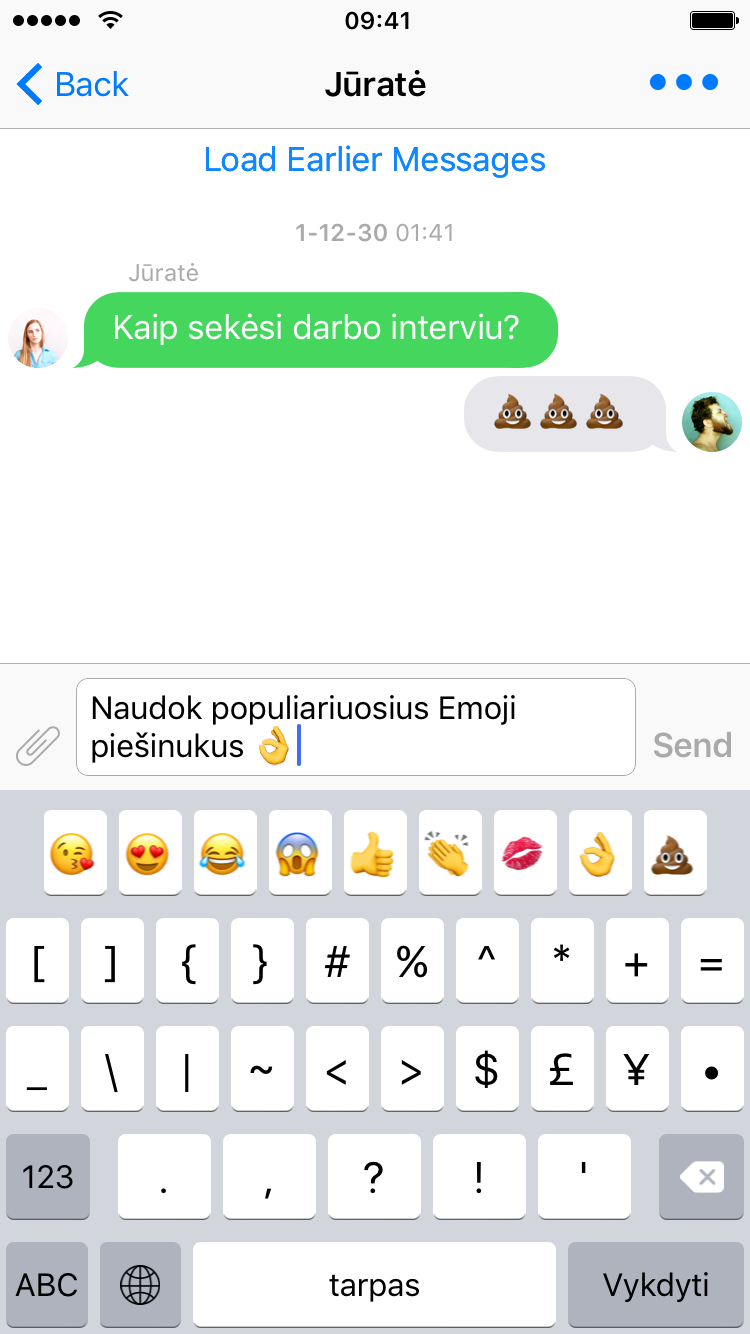 09:41
Back
Jūratė
Load Earlier Messages
1-12-30 01:41
Jūratė
Kaip sekėsi darbo interviu?
💩💩💩
Naudok populiariuosius Emoji
piešinukus 👌
Send
😘 😍 😂 😱 👍 👏 💋 👌 💩
[ ] { } # % ^ * + =
_ \ | ~ < > $ £ ¥ •
123 . , ? ! '
ABC tarpas Vykdyti